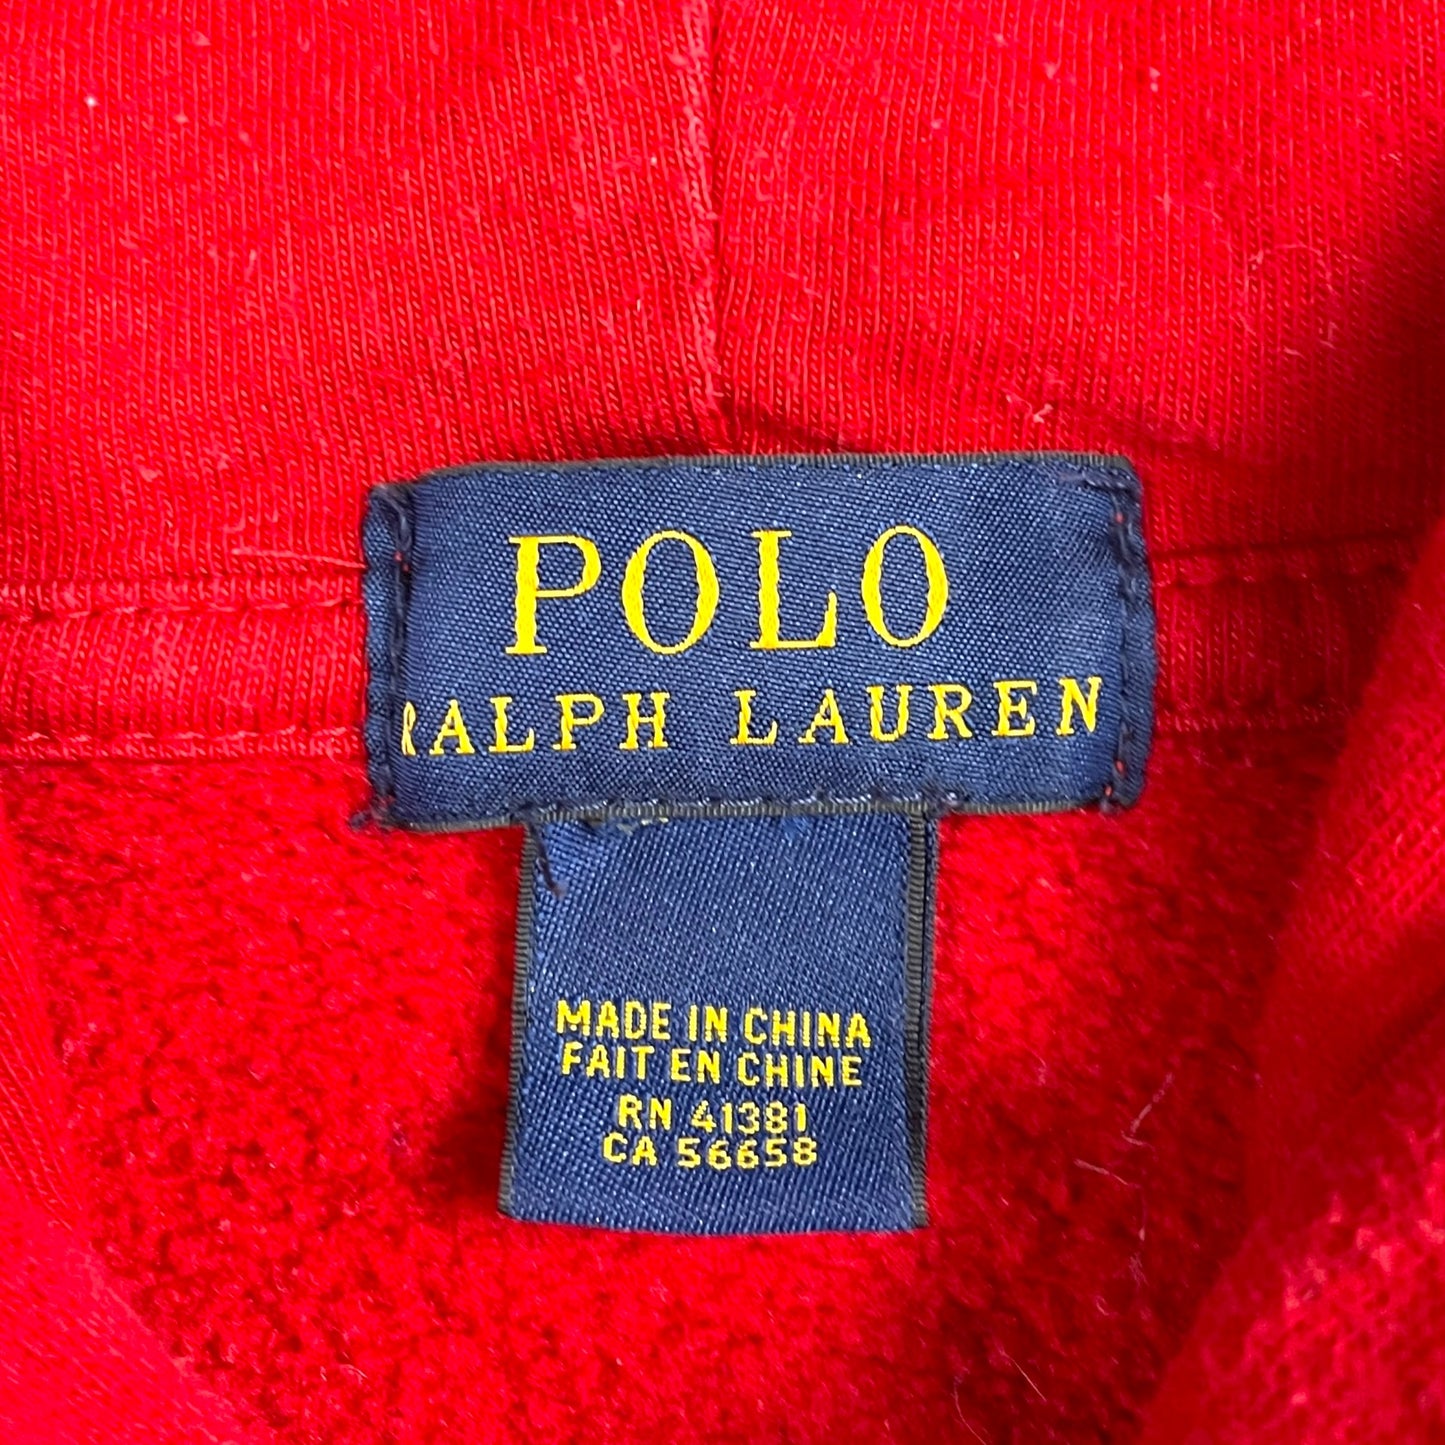 POLO
RALPH LAUREN
MADE IN CHINA
FAIT EN CHINE
RN 41381
CA 56658